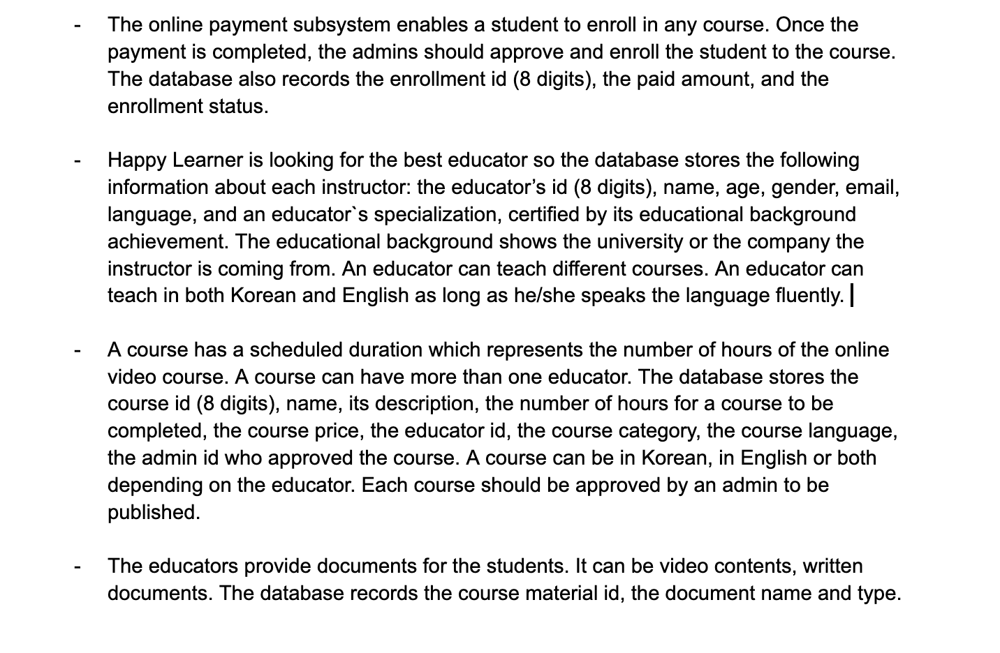 - The online payment subsystem enables a student to enroll in any course. Once the
payment is completed, the admins should approve and enroll the student to the course.
The database also records the enrollment id (8 digits), the paid amount, and the
enrollment status.
- Happy Learner is looking for the best educator so the database stores the following
information about each instructor: the educator’s id (8 digits), name, age, gender, email,
language, and an educator`s specialization, certified by its educational background
achievement. The educational background shows the university or the company the
instructor is coming from. An educator can teach different courses. An educator can
teach in both Korean and English as long as he/she speaks the language fluently.
- A course has a scheduled duration which represents the number of hours of the online
video course. A course can have more than one educator. The database stores the
course id (8 digits), name, its description, the number of hours for a course to be
completed, the course price, the educator id, the course category, the course language,
the admin id who approved the course. A course can be in Korean, in English or both
depending on the educator. Each course should be approved by an admin to be
published.
- The educators provide documents for the students. It can be video contents, written
documents. The database records the course material id, the document name and type.